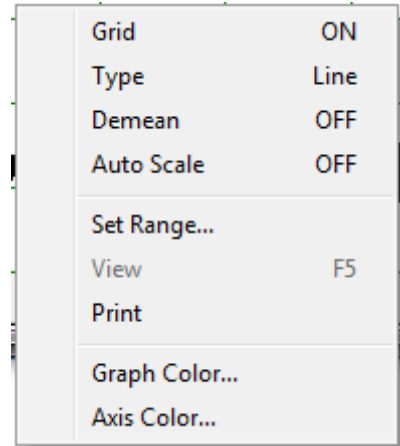 Grid ON
Type Line
Demean OFF
Auto Scale OFF
Set Range...
View F5
Print
Graph Color...
Axis Color...